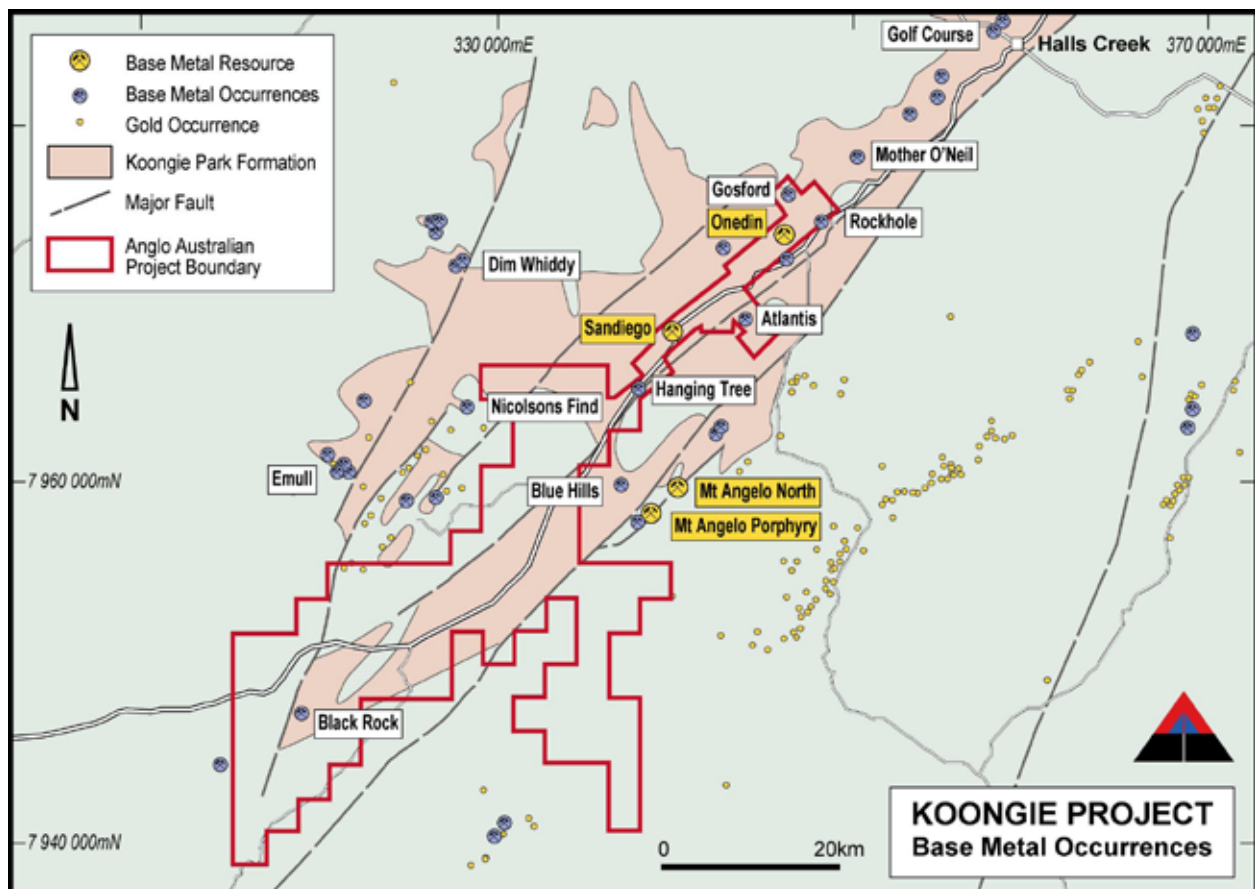 Base Metal Resource
Base Metal Occurrences
Gold Occurrence
Koongie Park Formation
Major Fault
Anglo Australian
Project Boundary
330 000mE
370 000mE
Golf Course
Halls Creek
Mother O'Neil
Gosford
Onedin
Rockhole
Dim Whiddy
Sandiego
Atlantis
N
Hanging Tree
Nicolsons Find
Emull
7 960 000mN
Blue Hills
Mt Angelo North
Mt Angelo Porphyry
Black Rock
7 940 000mN
0
20km
KOONGIE PROJECT
Base Metal Occurrences